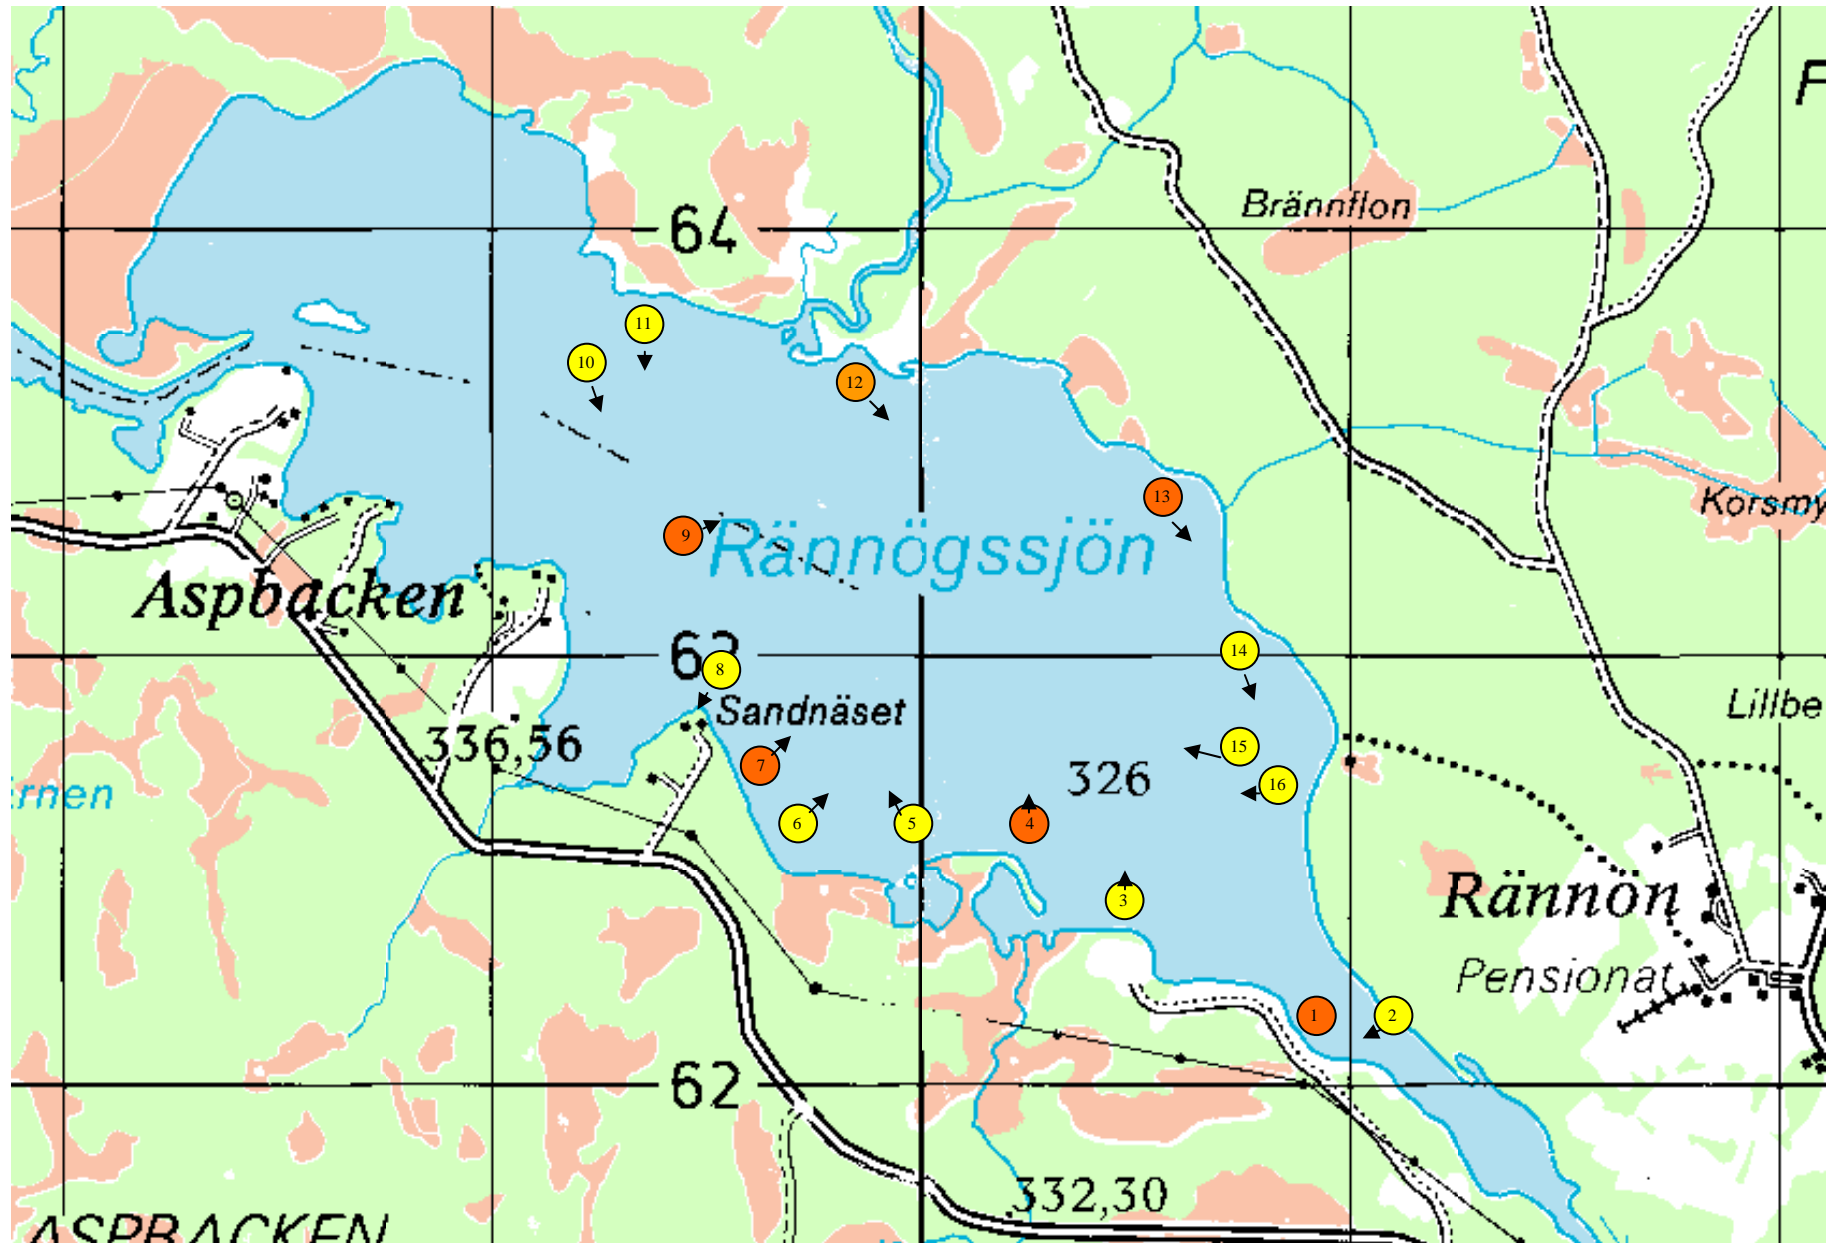 F
Brännflon
64
11
10
12
13
Korsmy
9
Rännögssjön
Aspbacken
63
14
8
Sandnäset
Lillbe
336,56
15
7
326
16
rnen
6
5
4
Rännön
3
Pensionat
1
2
62
332,30
ASPBACKEN